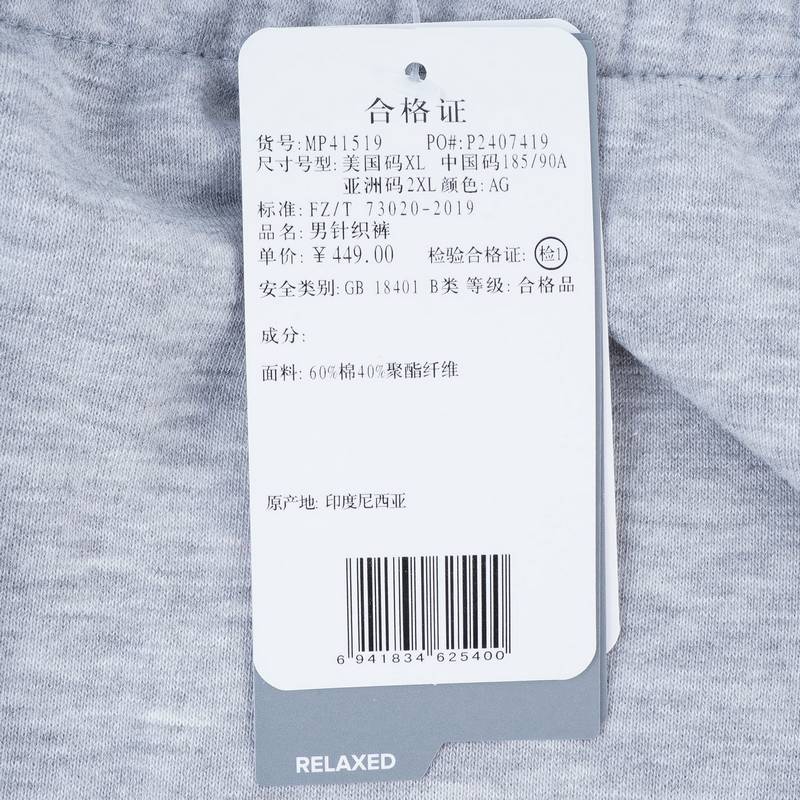 合格证
货号: MP41519 PO#: P2407419
尺寸号型: 美国码XL 中国码185/90A
亚洲码2XL 颜色: AG
标准: FZ/T 73020-2019
品名: 男针织裤
单价: ￥449.00 检验合格证: 检1
安全类别: GB 18401 B类 等级: 合格品
成分:
面料: 60%棉40%聚酯纤维
原产地: 印度尼西亚
6 941834 625400
RELAXED